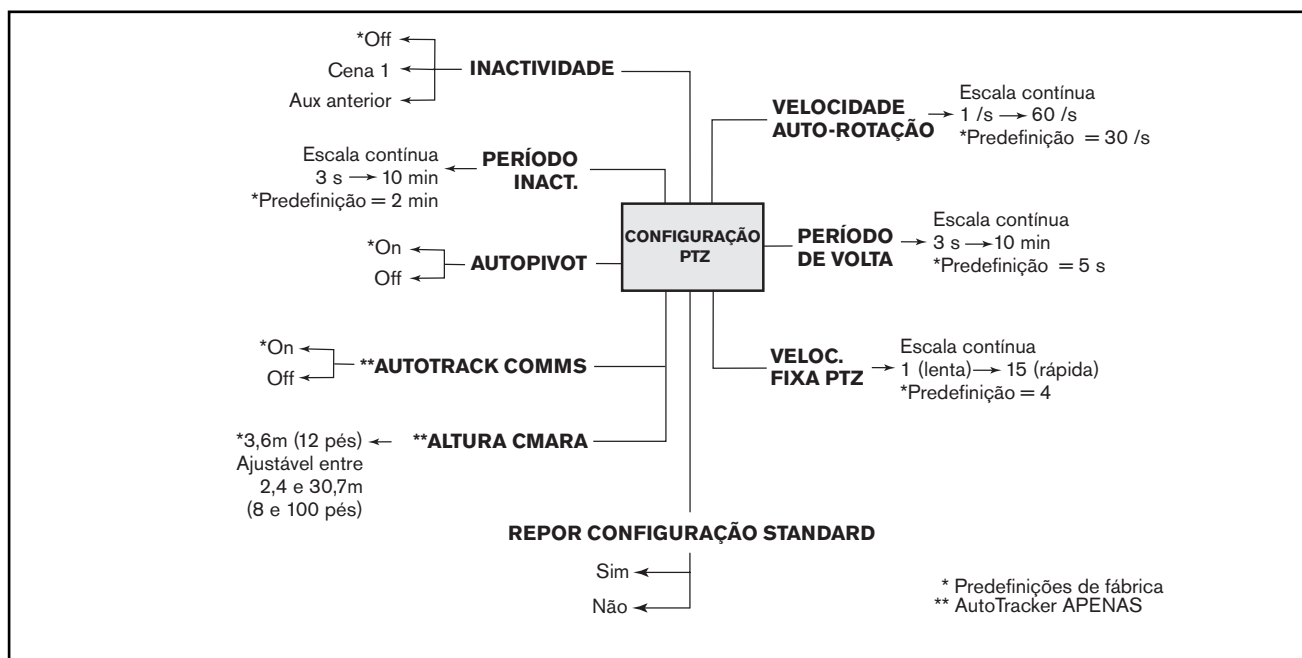 *Off
Cena 1
Aux anterior
INACTIVIDADE
VELOCIDADE
AUTO-ROTAÇÃO
Escala contínua
1 /s → 60 /s
*Predefinição = 30 /s
Escala contínua
3 s → 10 min
*Predefinição = 2 min
PERÍODO
INACT.
CONFIGURAÇÃO
PTZ
PERÍODO
DE VOLTA
Escala contínua
3 s → 10 min
*Predefinição = 5 s
*On
Off
AUTOPIVOT
*On
Off
**AUTOTRACK COMMS
VELOC.
FIXA PTZ
Escala contínua
1 (lenta) → 15 (rápida)
*Predefinição = 4
*3,6m (12 pés)
Ajustável entre
2,4 e 30,7m
(8 e 100 pés)
**ALTURA CMARA
REPOR CONFIGURAÇÃO STANDARD
Sim
Não
* Predefinições de fábrica
** AutoTracker APENAS